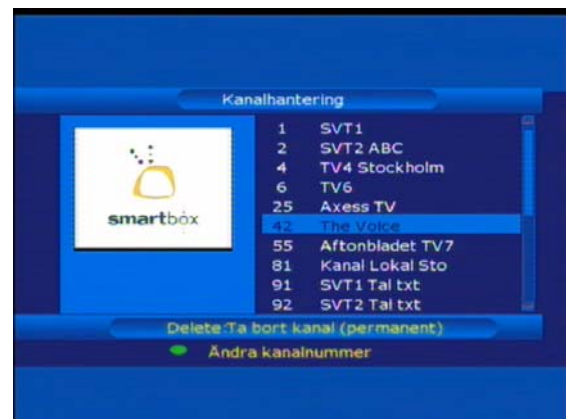 Kanalhantering
smartbox
1 SVT1
2 SVT2 ABC
4 TV4 Stockholm
6 TV6
25 Axess TV
42 The Voice
55 Aftonbladet TV7
81 Kanal Lokal Sto
91 SVT1 Tal txt
92 SVT2 Tal txt
Delete:Ta bort kanal (permanent)
Ändra kanalnummer